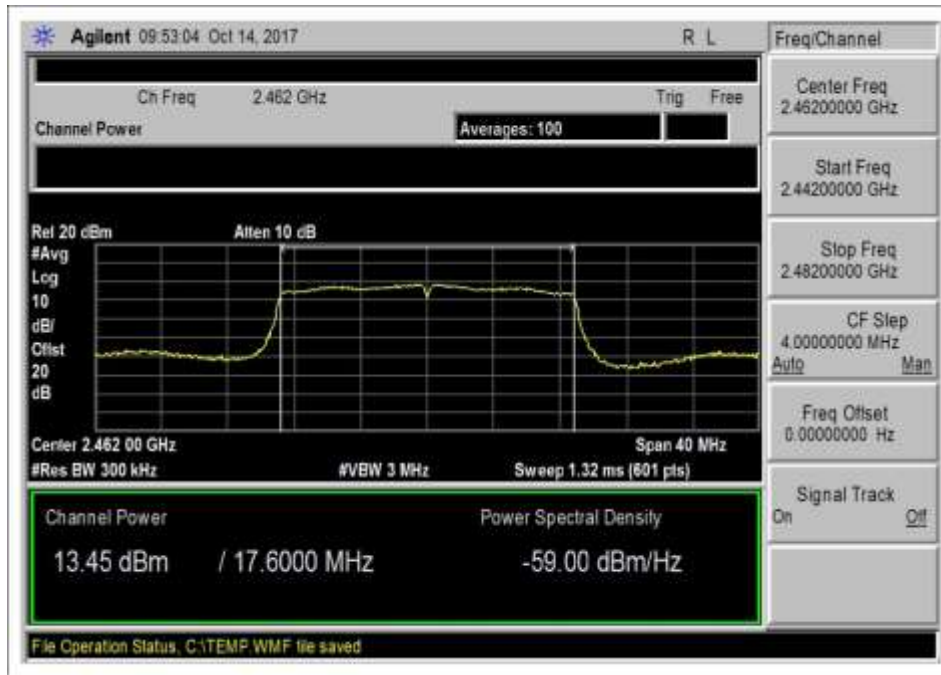 Agilent 09:53:04 Oct 14, 2017 R L
Freq/Channel
Ch Freq 2.462 GHz Trig Free
Channel Power Averages: 100
Center Freq
2.46200000 GHz
Start Freq
2.44200000 GHz
Stop Freq
2.48200000 GHz
CF Step
4.00000000 MHz
Auto Man
Freq Offset
0.00000000 Hz
Signal Track
On Off
Ref 20 dBm Atten 10 dB
#Avg
Log
10
dB/
Offst
20
dB
Center 2.462 00 GHz Span 40 MHz
#Res BW 300 kHz #VBW 3 MHz Sweep 1.32 ms (601 pts)
Channel Power Power Spectral Density
13.45 dBm / 17.6000 MHz -59.00 dBm/Hz
File Operation Status, C:\TEMP.WMF file saved